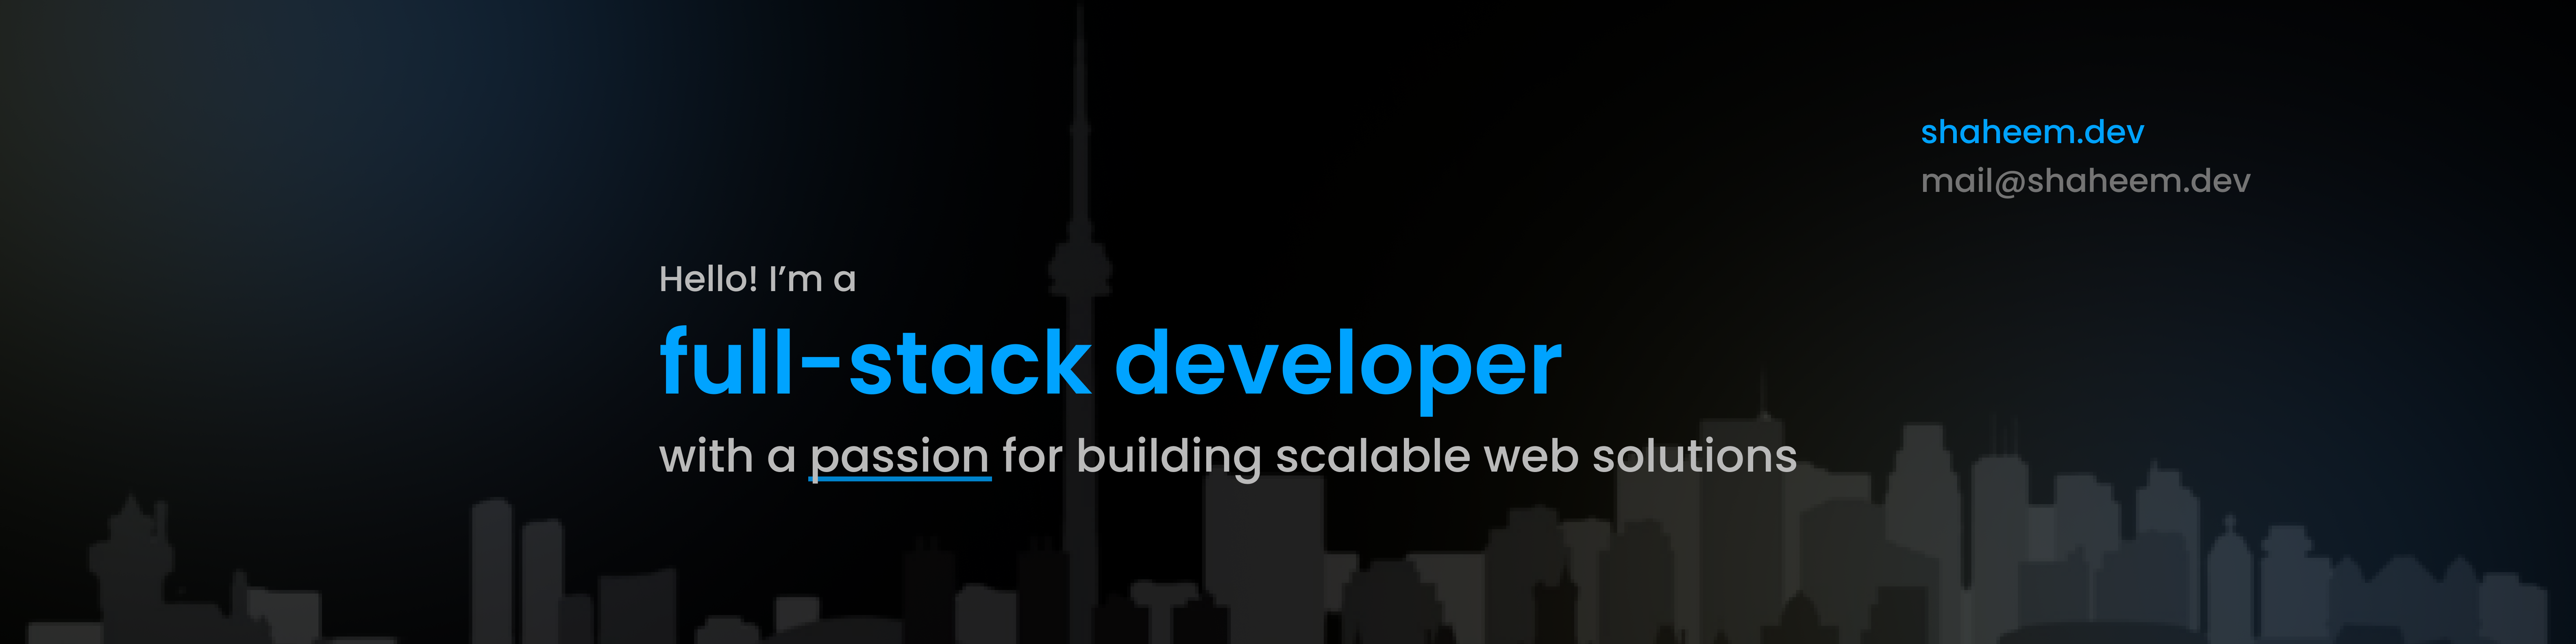 shaheem.dev
mail@shaheem.dev
Hello! I’m a
full-stack developer
with a passion for building scalable web solutions